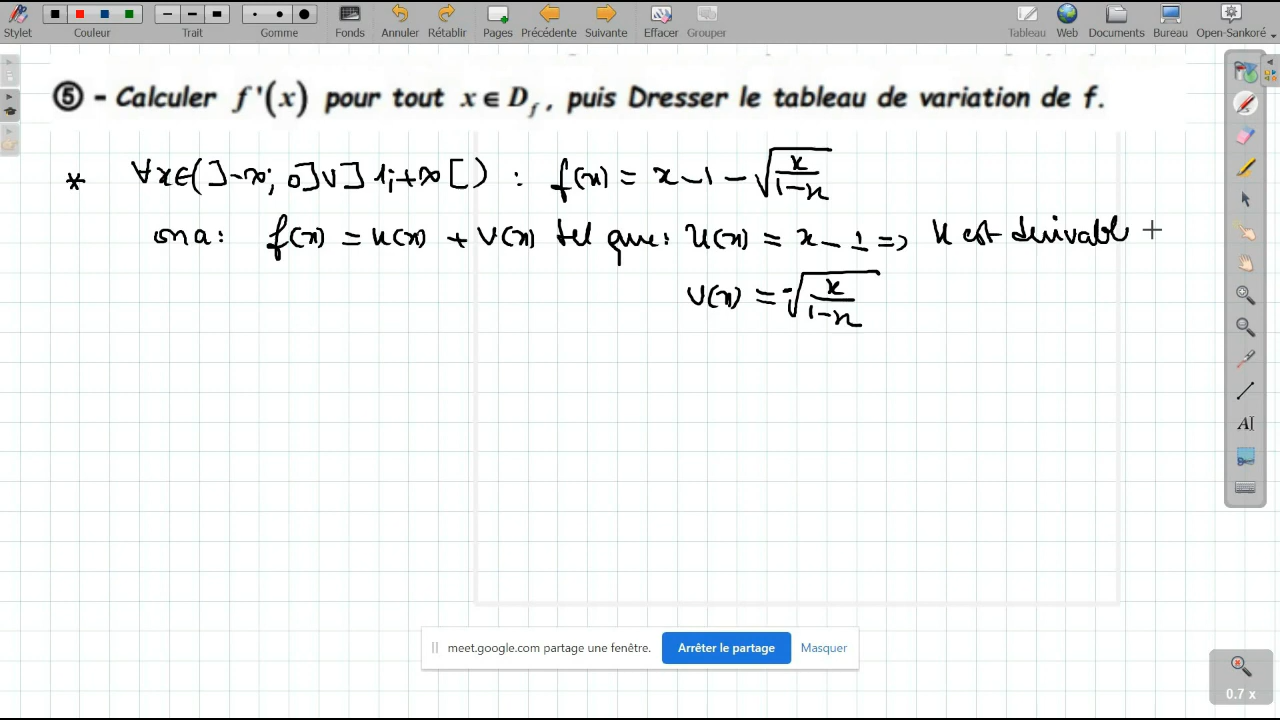 Stylet Couleur Trait Gomme Fonds Annuler Rétablir Pages Précédente Suivante Effacer Grouper Tableau Web Documents Bureau Open-Sankoré
⑤ - Calculer f'(x) pour tout x ∈ D_f, puis Dresser le tableau de variation de f.
* ∀x∈(]-∞; 0]∪]1;+∞[) : f(x) = x-1-√(x/(1-x))
on a: f(x) = u(x) + v(x) tel que: u(x) = x-1 => u est derivabl
v(x) = -√(x/(1-x))
AI
meet.google.com partage une fenêtre. Arrêter le partage Masquer
0.7 x